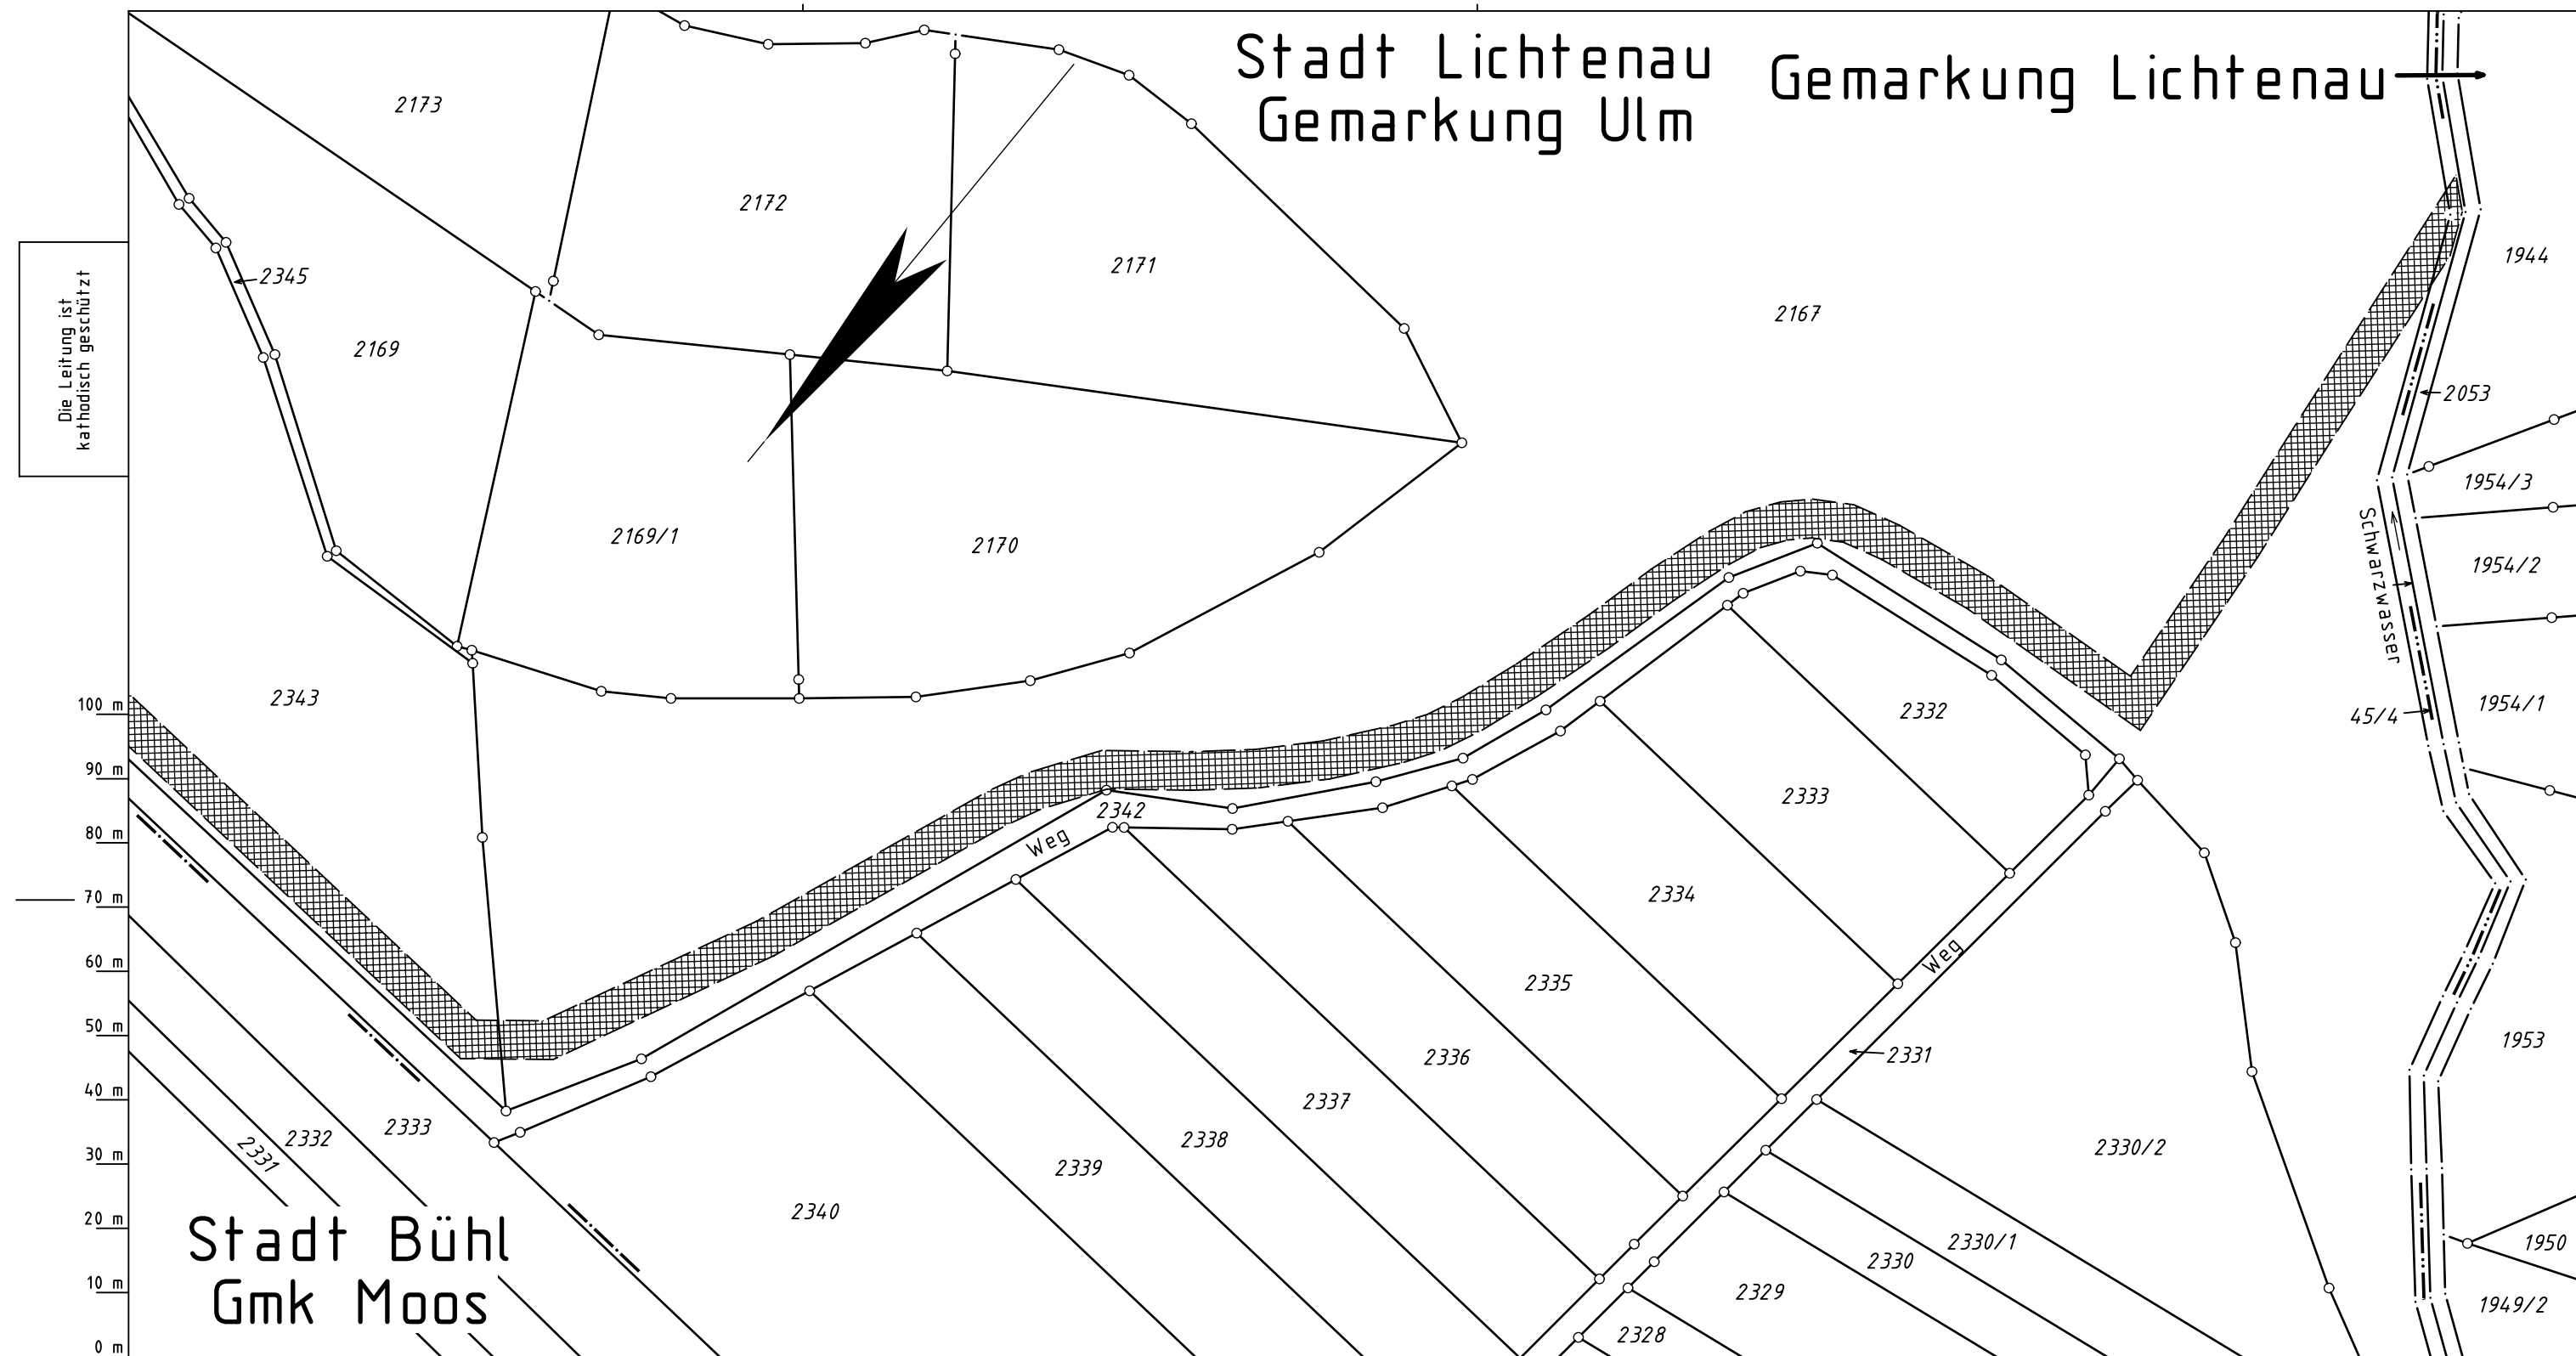 Stadt Lichtenau
Gemarkung Ulm
Gemarkung Lichtenau
2173
2172
2171
2167
1944
2345
2169
2053
Die Leitung ist
kathodisch geschützt
2169/1
2170
1954/3
1954/2
Schwarzwasser
1954/1
45/4
2343
2332
2333
2342
Weg
2334
2335
Weg
2336
2331
1953
2337
2338
2339
2330/2
2340
2333
2332
2331
2330/1
2330
2329
2328
1950
1949/2
100 m
90 m
80 m
70 m
60 m
50 m
40 m
30 m
20 m
10 m
0 m
Stadt Bühl
Gmk Moos